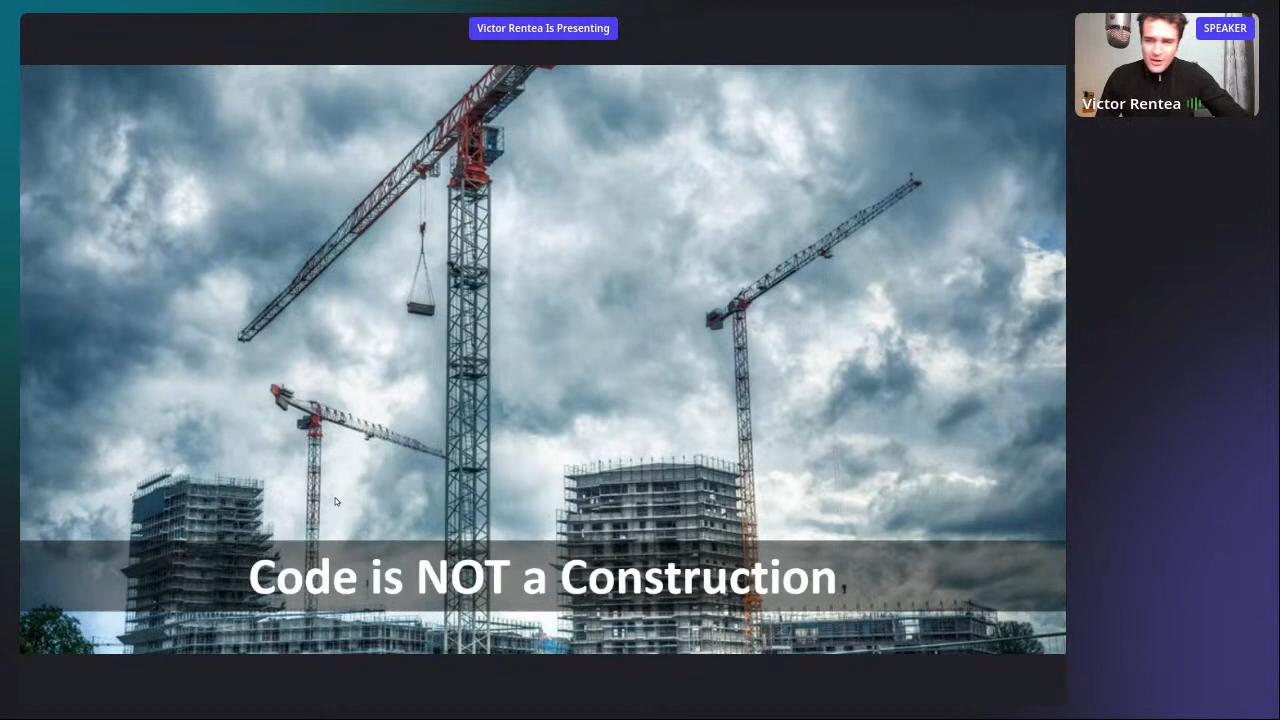 Victor Rentea Is Presenting
SPEAKER
Victor Rentea
Code is NOT a Construction